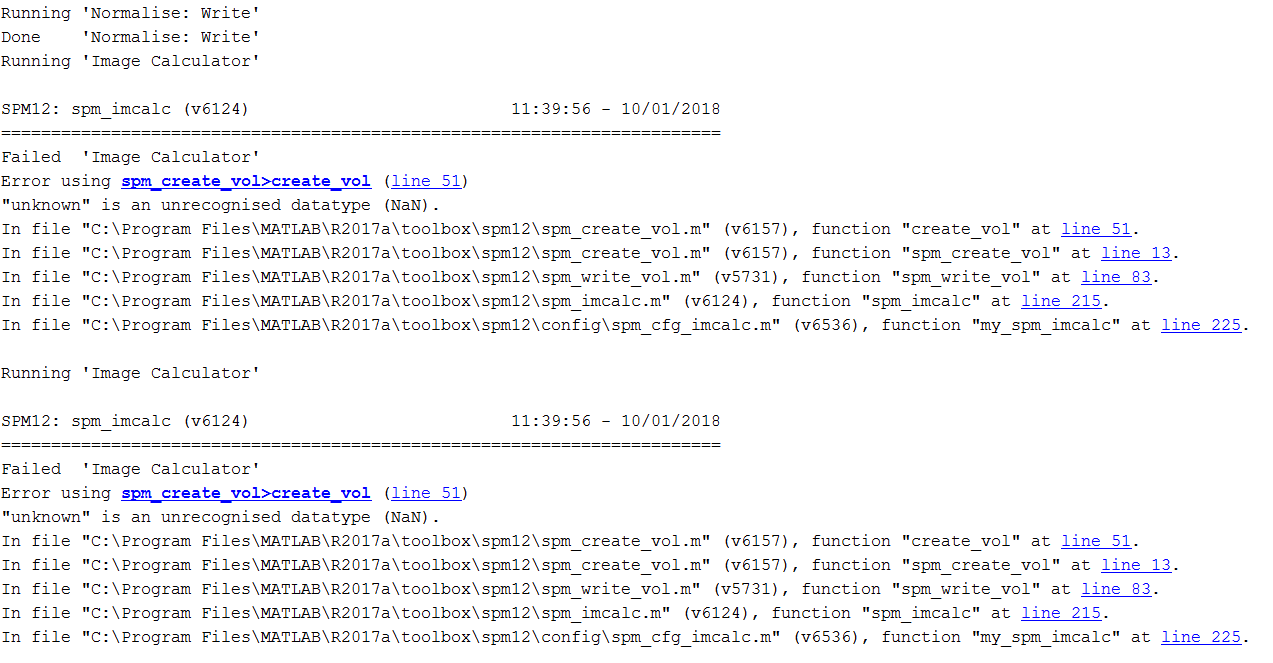 Running 'Normalise: Write'
Done    'Normalise: Write'
Running 'Image Calculator'
SPM12: spm_imcalc (v6124)                          11:39:56 - 10/01/2018
========================================================================
Failed  'Image Calculator'
Error using spm_create_vol>create_vol (line 51)
"unknown" is an unrecognised datatype (NaN).
In file "C:\Program Files\MATLAB\R2017a\toolbox\spm12\spm_create_vol.m" (v6157), function "create_vol" at line 51.
In file "C:\Program Files\MATLAB\R2017a\toolbox\spm12\spm_create_vol.m" (v6157), function "spm_create_vol" at line 13.
In file "C:\Program Files\MATLAB\R2017a\toolbox\spm12\spm_write_vol.m" (v5731), function "spm_write_vol" at line 83.
In file "C:\Program Files\MATLAB\R2017a\toolbox\spm12\spm_imcalc.m" (v6124), function "spm_imcalc" at line 215.
In file "C:\Program Files\MATLAB\R2017a\toolbox\spm12\config\spm_cfg_imcalc.m" (v6536), function "my_spm_imcalc" at line 225.
Running 'Image Calculator'
SPM12: spm_imcalc (v6124)                          11:39:56 - 10/01/2018
========================================================================
Failed  'Image Calculator'
Error using spm_create_vol>create_vol (line 51)
"unknown" is an unrecognised datatype (NaN).
In file "C:\Program Files\MATLAB\R2017a\toolbox\spm12\spm_create_vol.m" (v6157), function "create_vol" at line 51.
In file "C:\Program Files\MATLAB\R2017a\toolbox\spm12\spm_create_vol.m" (v6157), function "spm_create_vol" at line 13.
In file "C:\Program Files\MATLAB\R2017a\toolbox\spm12\spm_write_vol.m" (v5731), function "spm_write_vol" at line 83.
In file "C:\Program Files\MATLAB\R2017a\toolbox\spm12\spm_imcalc.m" (v6124), function "spm_imcalc" at line 215.
In file "C:\Program Files\MATLAB\R2017a\toolbox\spm12\config\spm_cfg_imcalc.m" (v6536), function "my_spm_imcalc" at line 225.